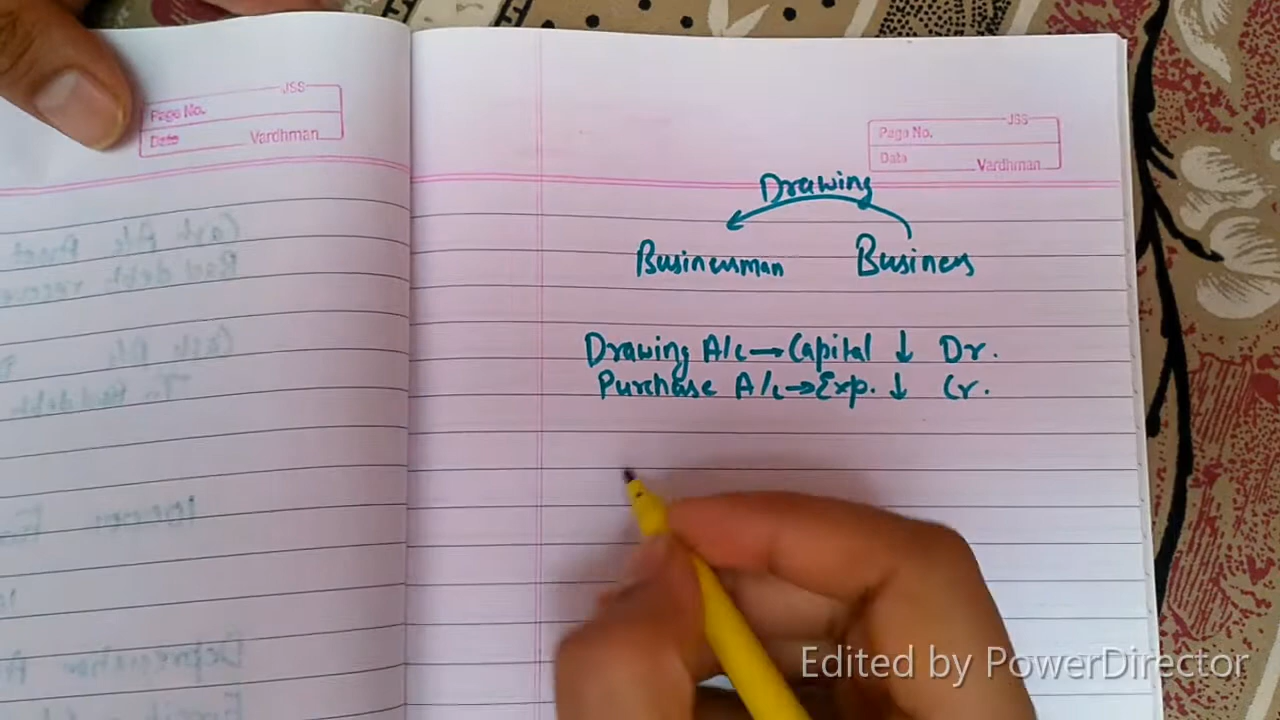 JSS
Page No.
Date
Vardhman
JSS
Page No.
Date
Vardhman
Drawing
Businessman Business
Drawing A/c → Capital ↓ Dr.
Purchase A/c → Exp. ↓ Cr.
Edited by PowerDirector